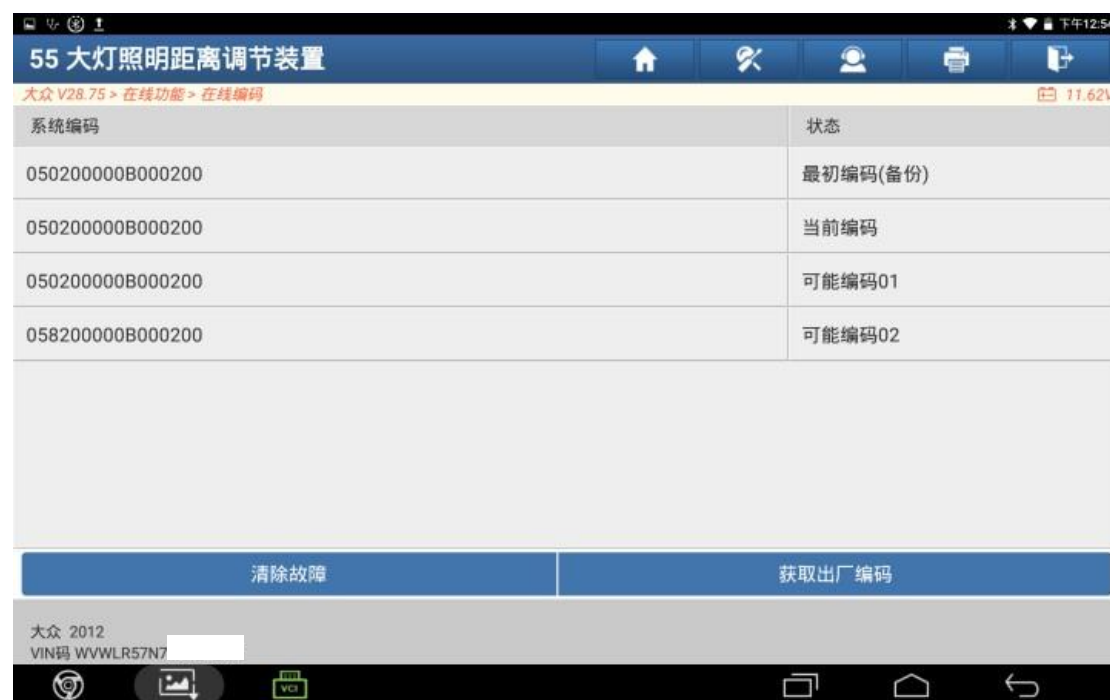 下午12:54
55 大灯照明距离调节装置
大众 V28.75 > 在线功能 > 在线编码
11.62V
系统编码 状态
050200000B000200 最初编码(备份)
050200000B000200 当前编码
050200000B000200 可能编码01
058200000B000200 可能编码02
清除故障 获取出厂编码
大众 2012
VIN码 WVWLR57N7
VCI